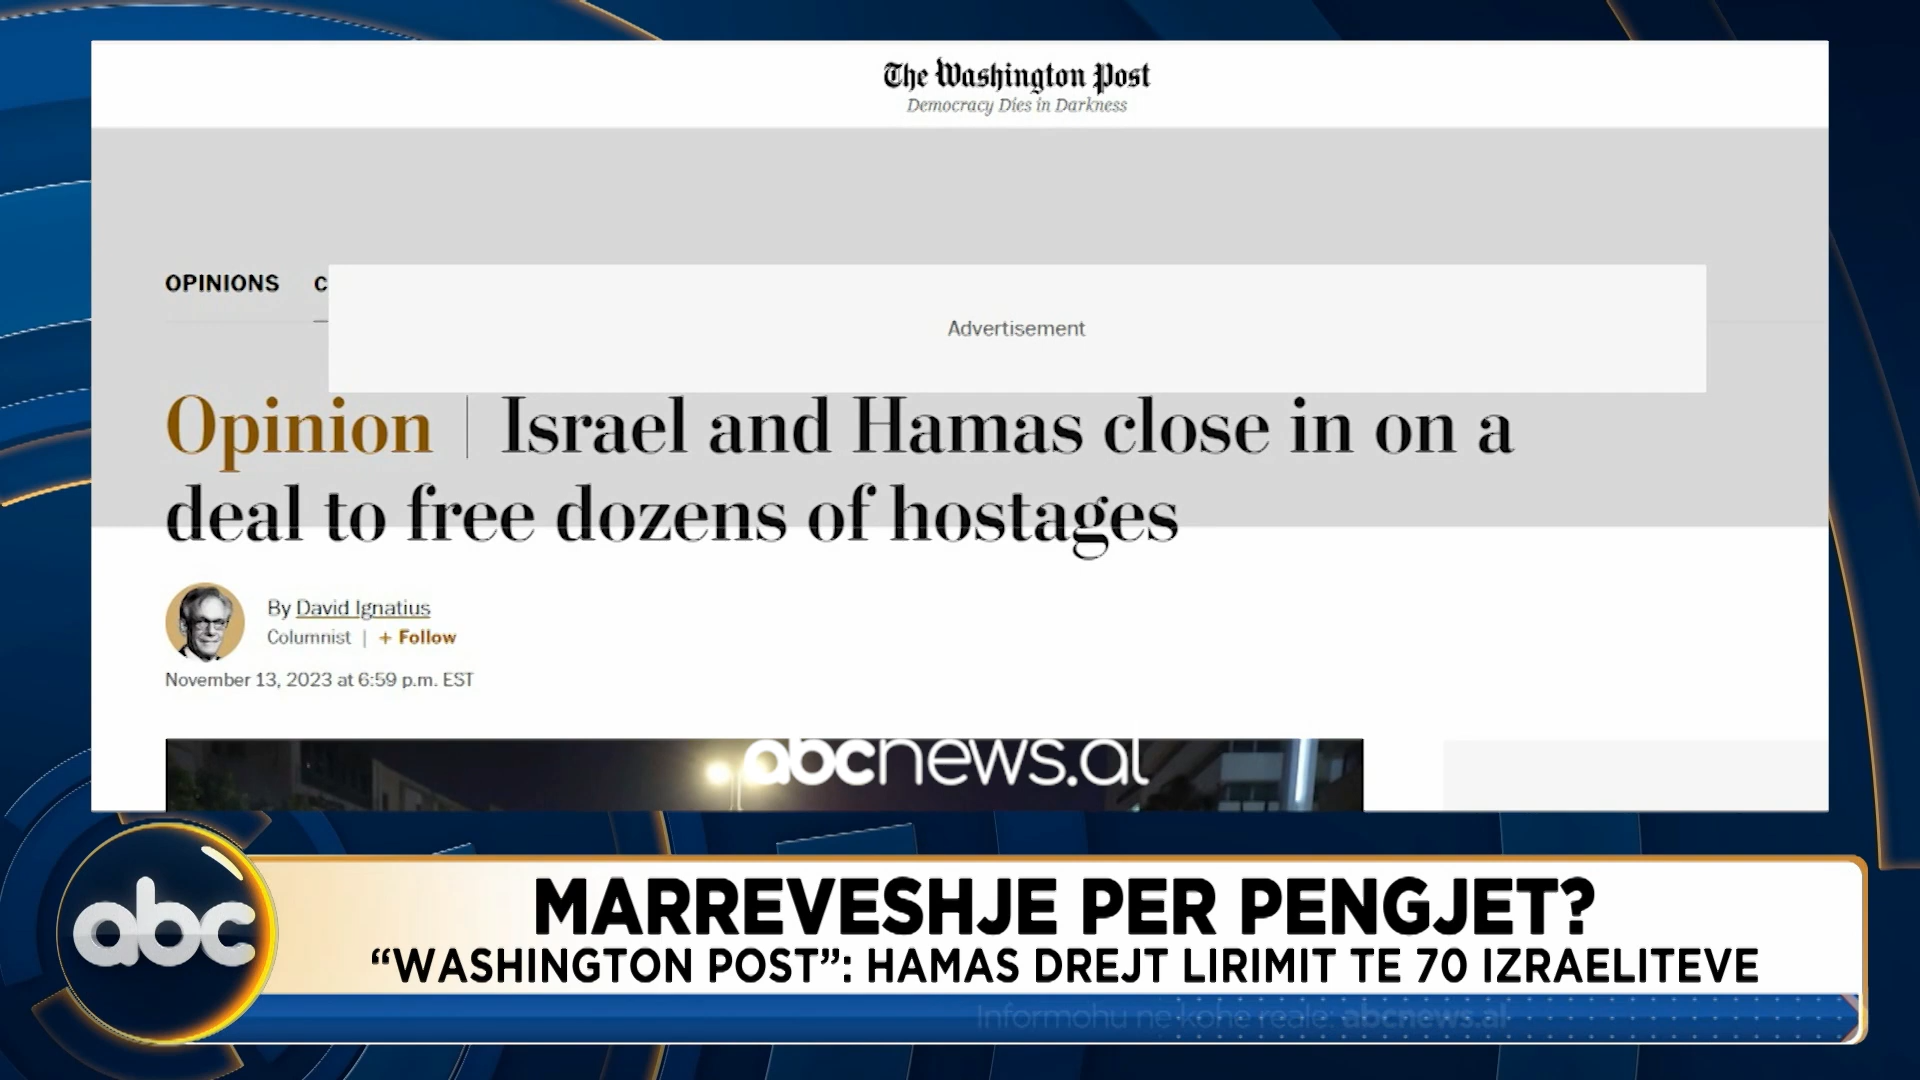 The Washington Post
Democracy Dies in Darkness
OPINIONS C
Advertisement
Opinion | Israel and Hamas close in on a
deal to free dozens of hostages
By David Ignatius
Columnist | + Follow
November 13, 2023 at 6:59 p.m. EST
abcnews.al
abc
MARREVESHJE PER PENGJET?
“WASHINGTON POST”: HAMAS DREJT LIRIMIT TE 70 IZRAELITEVE
Informohu ne kohe reale: abcnews.al